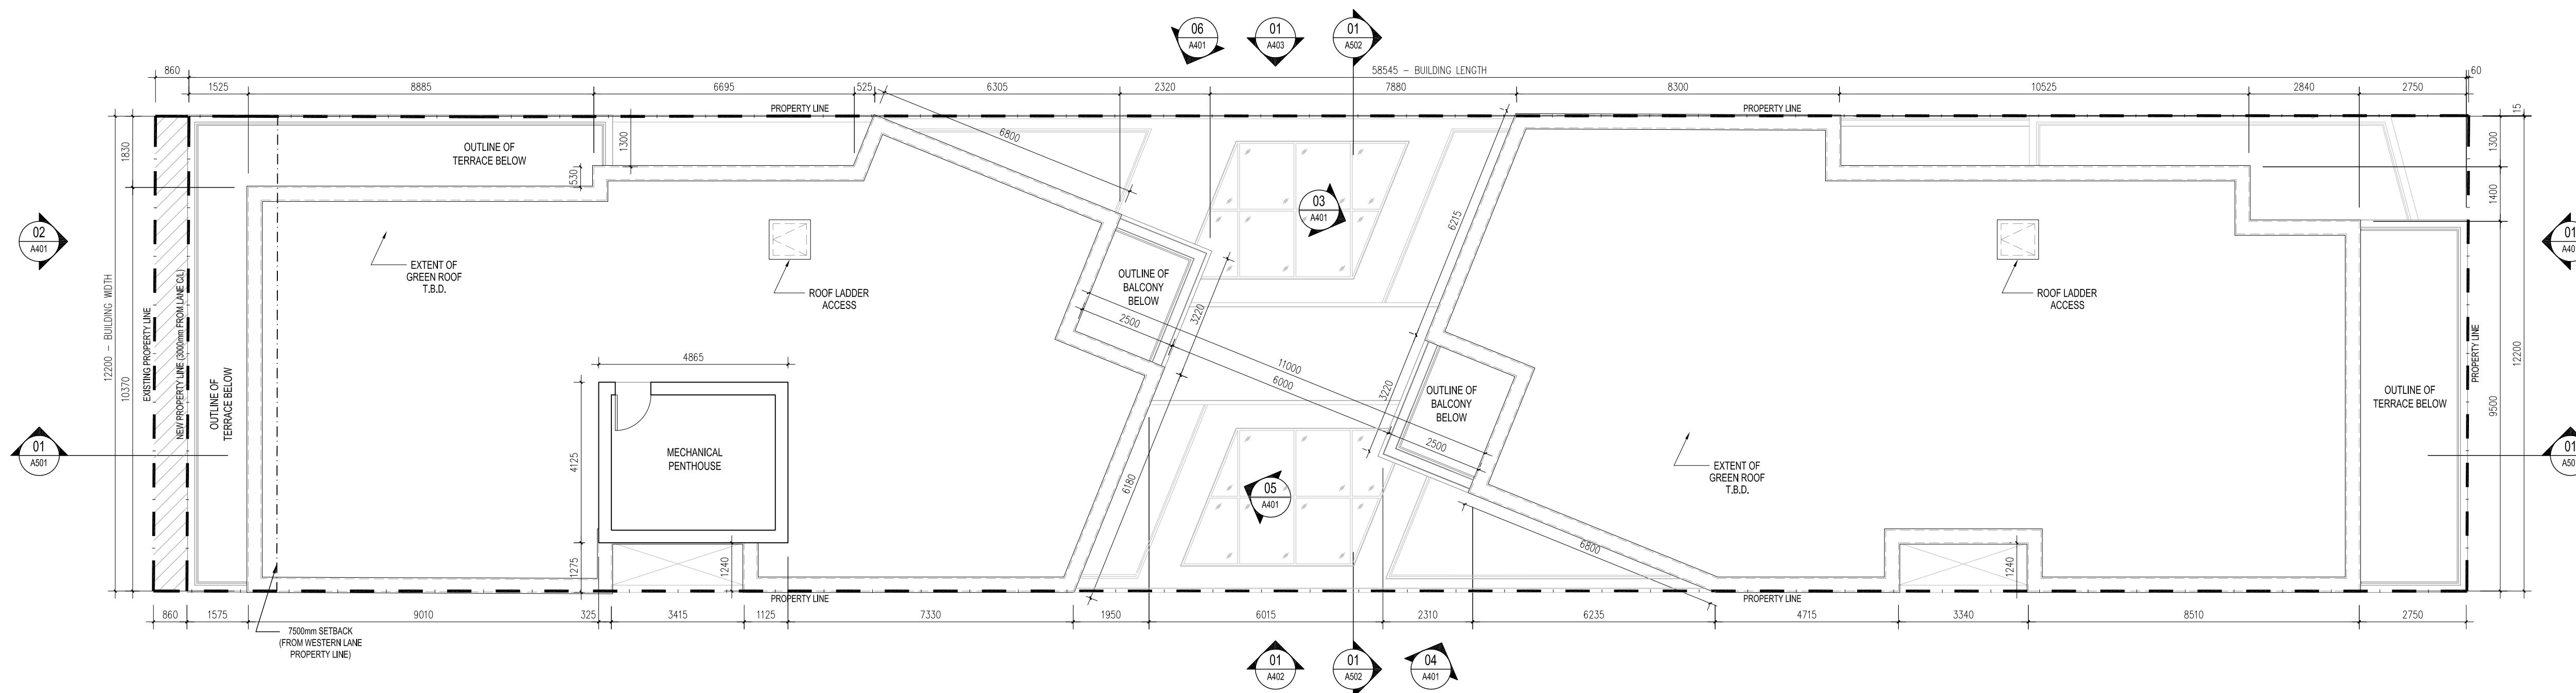 06
A401
01
A403
01
A502
860
58545 - BUILDING LENGTH
60
1525
8885
6695
525
6305
2320
7880
8300
10525
2840
2750
PROPERTY LINE
PROPERTY LINE
15
1830
1300
530
6800
OUTLINE OF
TERRACE BELOW
1300
1400
03
A401
6215
02
A401
01
EXTENT OF
GREEN ROOF
T.B.D.
ROOF LADDER
ACCESS
OUTLINE OF
BALCONY
BELOW
ROOF LADDER
ACCESS
12200 - BUILDING WIDTH
10370
EXISTING PROPERTY LINE
NEW PROPERTY LINE (3000mm FROM LANE C/L)
OUTLINE OF
TERRACE BELOW
2500
3220
11000
6000
4865
3220
OUTLINE OF
BALCONY
BELOW
2500
PROPERTY LINE
12200
9500
OUTLINE OF
TERRACE BELOW
01
A501
4125
MECHANICAL
PENTHOUSE
6180
EXTENT OF
GREEN ROOF
T.B.D.
01
05
A401
1275
1240
6800
1240
PROPERTY LINE
PROPERTY LINE
860
1575
9010
325
3415
1125
7330
1950
6015
2310
6235
4715
3340
8510
2750
7500mm SETBACK
(FROM WESTERN LANE
PROPERTY LINE)
01
A402
01
A502
04
A401